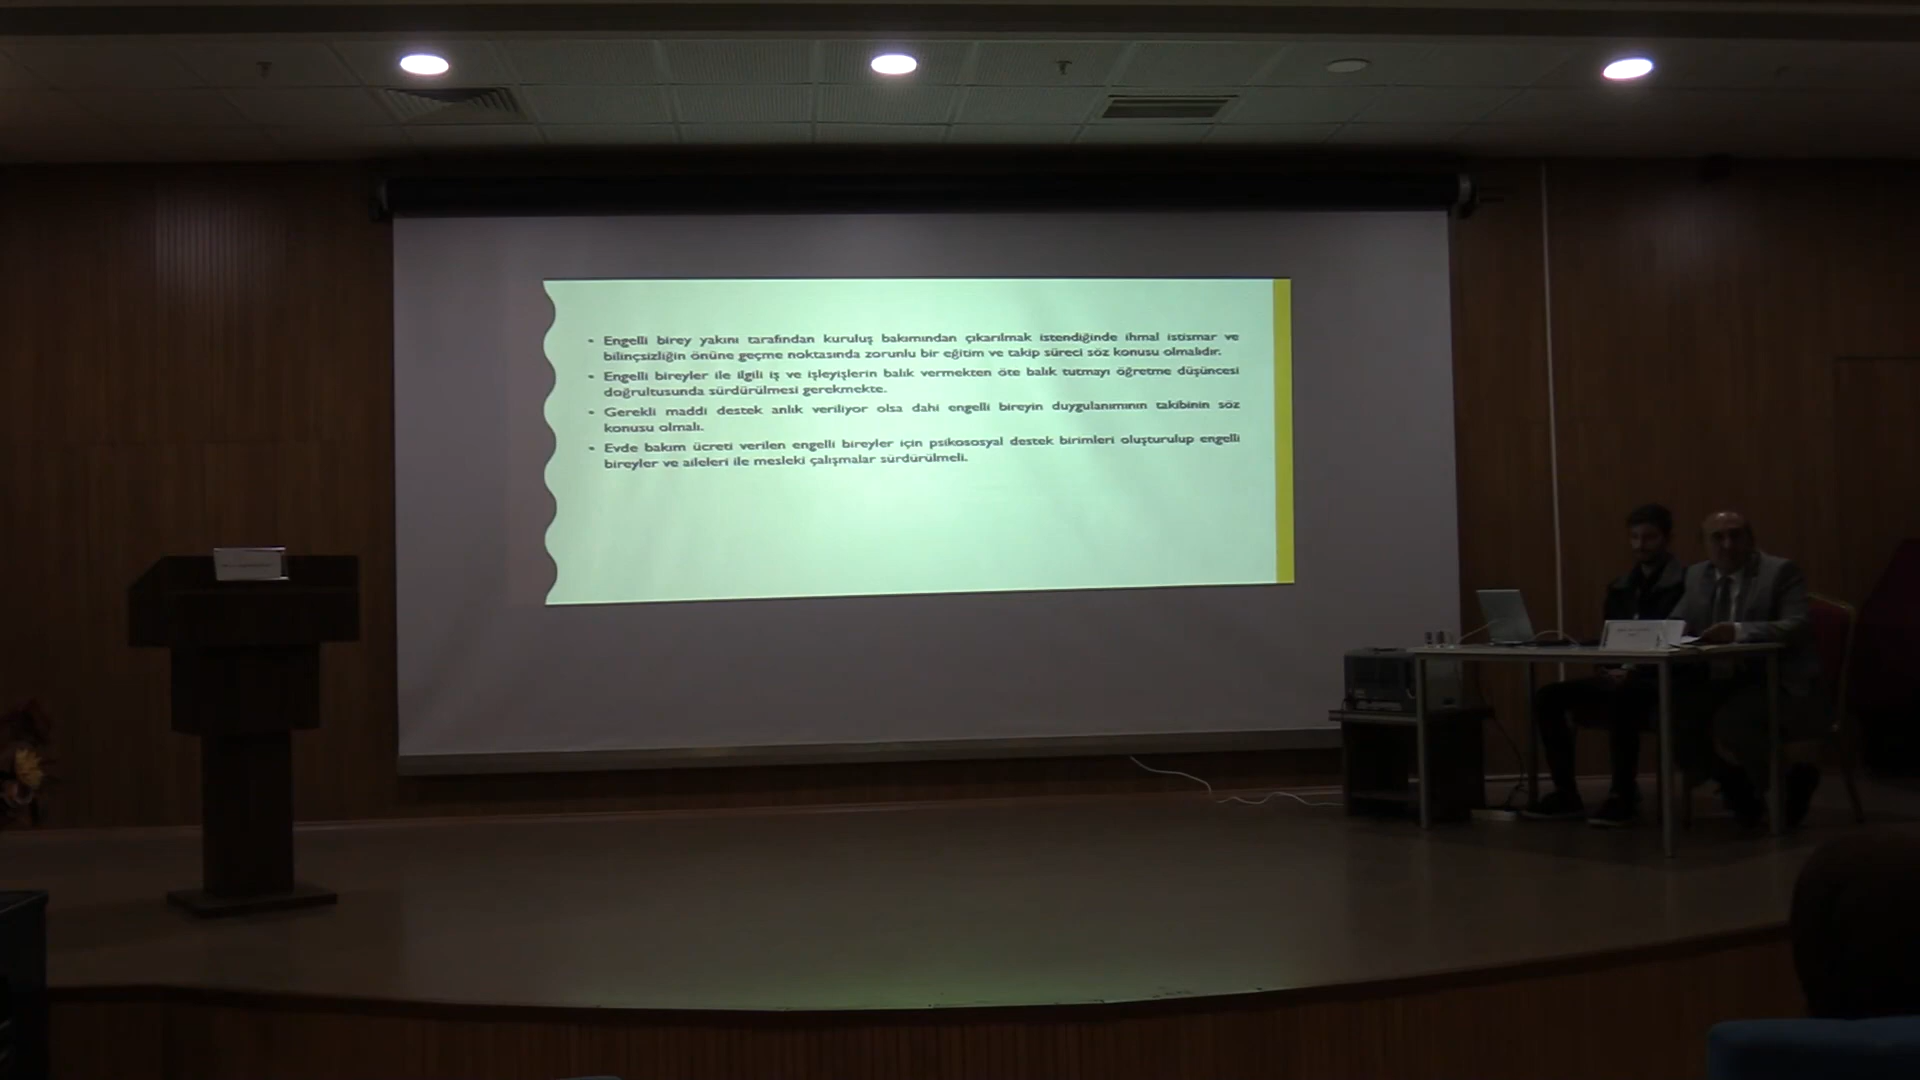 - Engelli birey yakını tarafından kuruluş bakımından çıkarılmak istendiğinde ihmal istismar ve
bilinçsizliğin önüne geçme noktasında zorunlu bir eğitim ve takip süreci söz konusu olmalıdır.
- Engelli bireyler ile ilgili iş ve işleyişlerin balık vermekten öte balık tutmayı öğretme düşüncesi
doğrultusunda sürdürülmesi gerekmekte.
- Gerekli maddi destek anlık veriliyor olsa dahi engelli bireyin duygulanımının takibinin söz
konusu olmalı.
- Evde bakım ücreti verilen engelli bireyler için psikososyal destek birimleri oluşturulup engelli
bireyler ve aileleri ile mesleki çalışmalar sürdürülmeli.